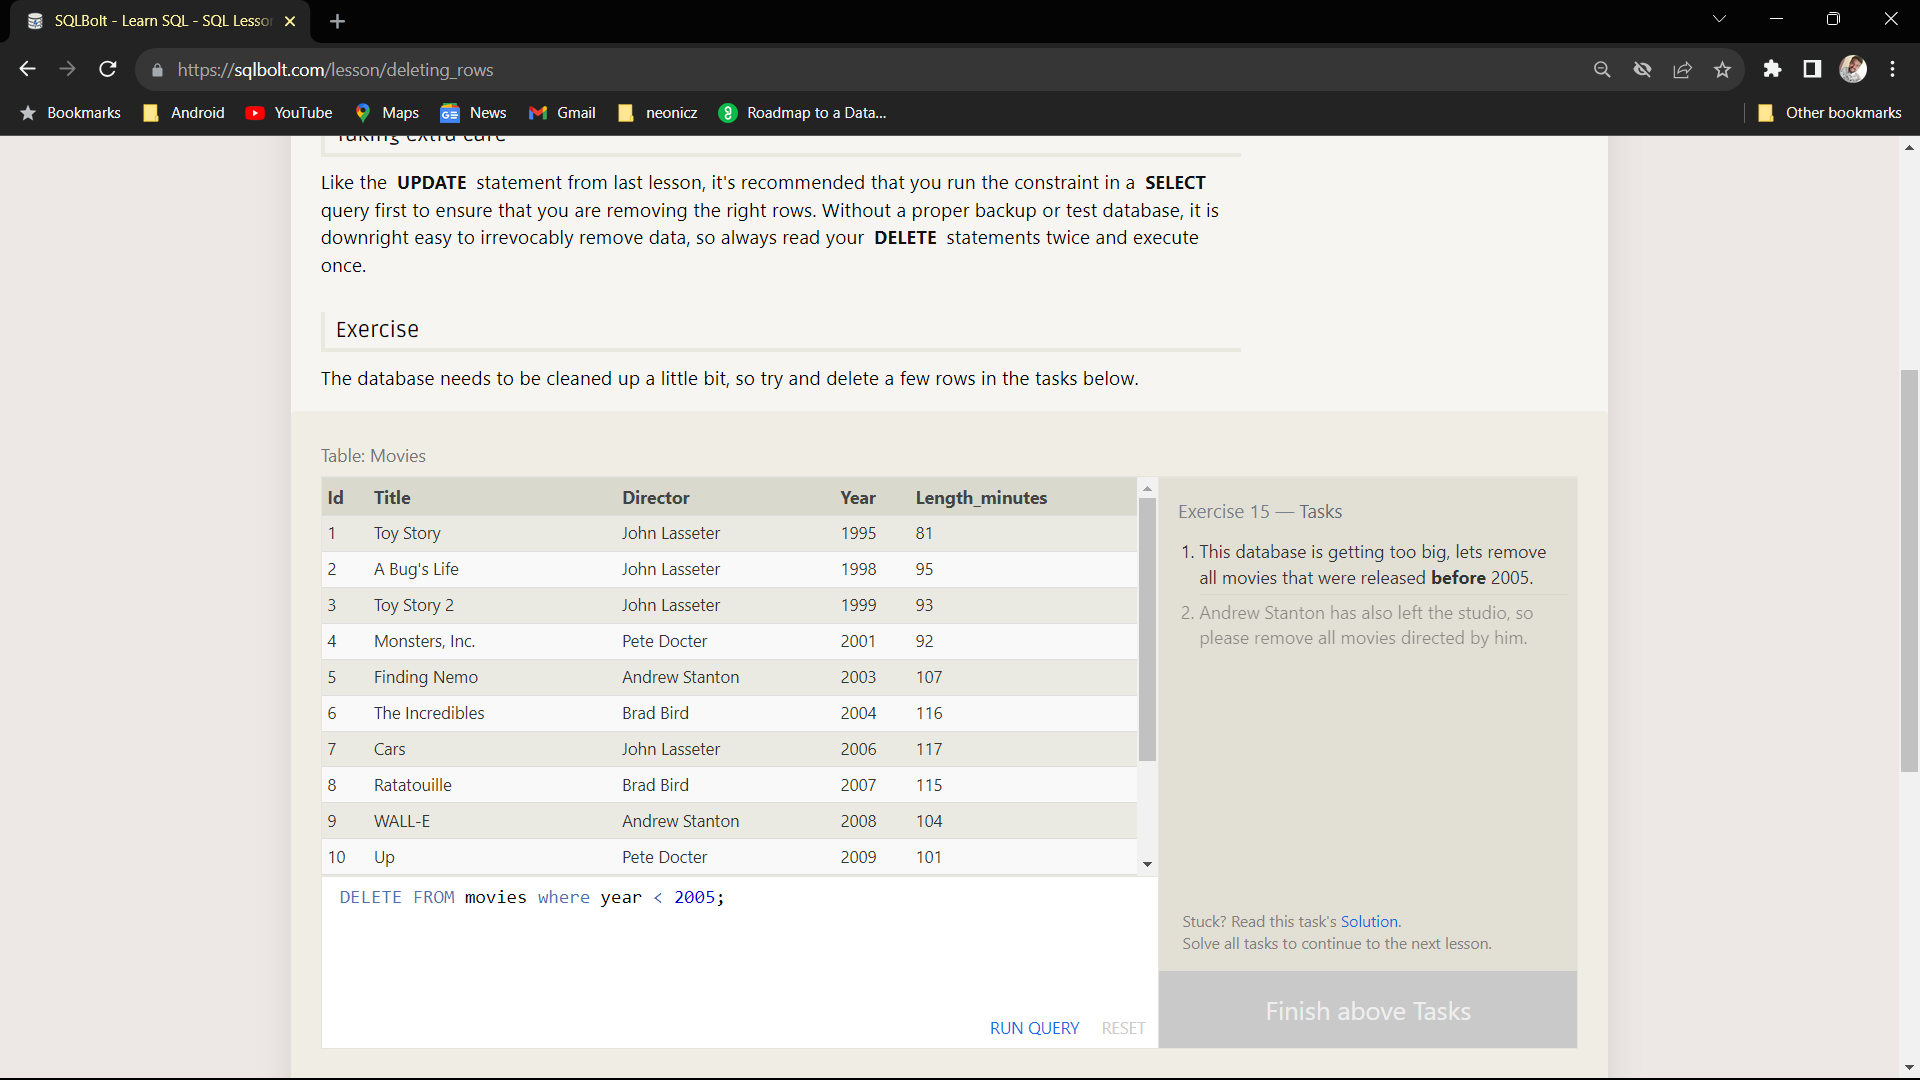 SQLBolt - Learn SQL - SQL Lesso
https://sqlbolt.com/lesson/deleting_rows
Bookmarks Android YouTube Maps News Gmail neonicz Roadmap to a Data... Other bookmarks
Taking extra care
Like the UPDATE statement from last lesson, it's recommended that you run the constraint in a SELECT
query first to ensure that you are removing the right rows. Without a proper backup or test database, it is
downright easy to irrevocably remove data, so always read your DELETE statements twice and execute
once.
Exercise
The database needs to be cleaned up a little bit, so try and delete a few rows in the tasks below.
Table: Movies
Id Title Director Year Length_minutes
1 Toy Story John Lasseter 1995 81
2 A Bug's Life John Lasseter 1998 95
3 Toy Story 2 John Lasseter 1999 93
4 Monsters, Inc. Pete Docter 2001 92
5 Finding Nemo Andrew Stanton 2003 107
6 The Incredibles Brad Bird 2004 116
7 Cars John Lasseter 2006 117
8 Ratatouille Brad Bird 2007 115
9 WALL-E Andrew Stanton 2008 104
10 Up Pete Docter 2009 101
DELETE FROM movies where year < 2005;
RUN QUERY RESET
Exercise 15 — Tasks
1. This database is getting too big, lets remove
all movies that were released before 2005.
2. Andrew Stanton has also left the studio, so
please remove all movies directed by him.
Stuck? Read this task's Solution.
Solve all tasks to continue to the next lesson.
Finish above Tasks